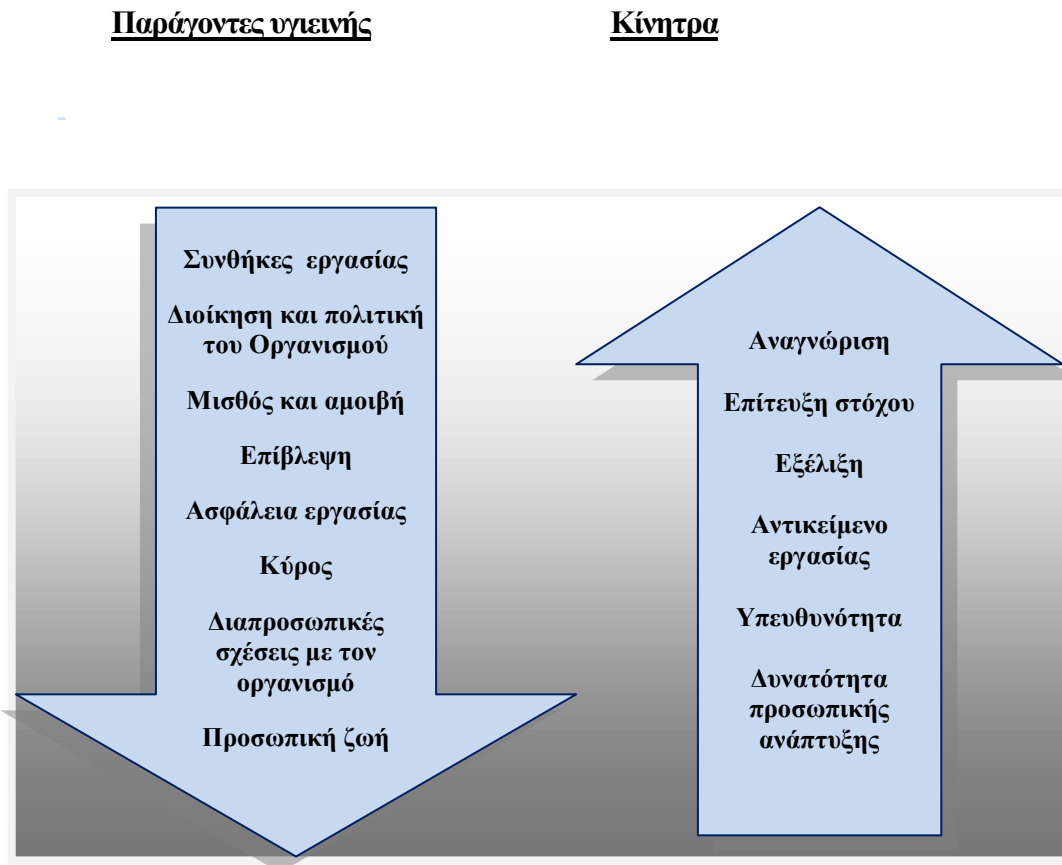 Παράγοντες υγιεινής
Κίνητρα
Συνθήκες εργασίας
Διοίκηση και πολιτική
του Οργανισμού
Μισθός και αμοιβή
Επίβλεψη
Ασφάλεια εργασίας
Κύρος
Διαπροσωπικές
σχέσεις με τον
οργανισμό
Προσωπική ζωή
Αναγνώριση
Επίτευξη στόχου
Εξέλιξη
Αντικείμενο
εργασίας
Υπευθυνότητα
Δυνατότητα
προσωπικής
ανάπτυξης